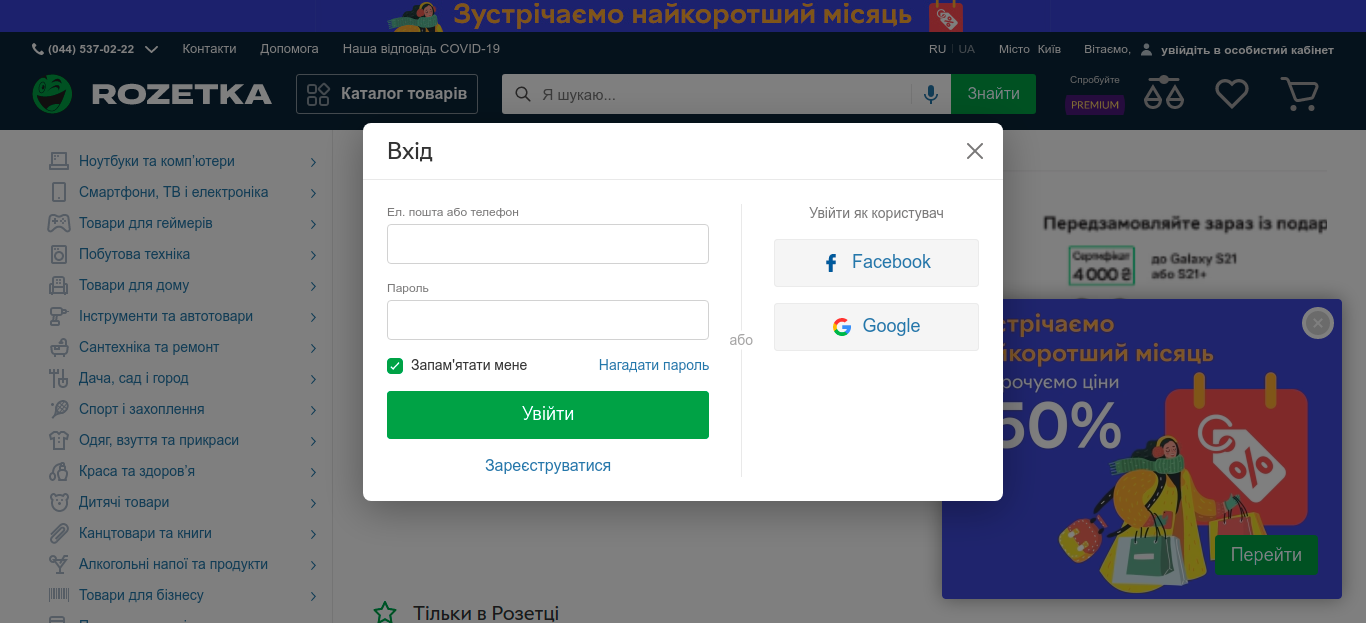 Зустрічаємо найкоротший місяць
(044) 537-02-22
Контакти
Допомога
Наша відповідь COVID-19
RU
UA
Місто Київ
Вітаємо, увійдіть в особистий кабінет
ROZETKA
Каталог товарів
Я шукаю...
Знайти
Спробуйте
PREMIUM
Ноутбуки та комп'ютери
Смартфони, ТВ і електроніка
Товари для геймерів
Побутова техніка
Товари для дому
Інструменти та автотовари
Сантехніка та ремонт
Дача, сад і город
Спорт і захоплення
Одяг, взуття та прикраси
Краса та здоров'я
Дитячі товари
Канцтовари та книги
Алкогольні напої та продукти
Товари для бізнесу
Вхід
Ел. пошта або телефон
Пароль
Запам'ятати мене
Нагадати пароль
Увійти
Зареєструватися
або
Увійти як користувач
Facebook
Google
Передзамовляйте зараз із подар
Сертифікат
4 000 ₴
до Galaxy S21
або S21+
стрічаємо
йкоротший місяць
рочуємо ціни
50%
%
Перейти
Тільки в Розетці